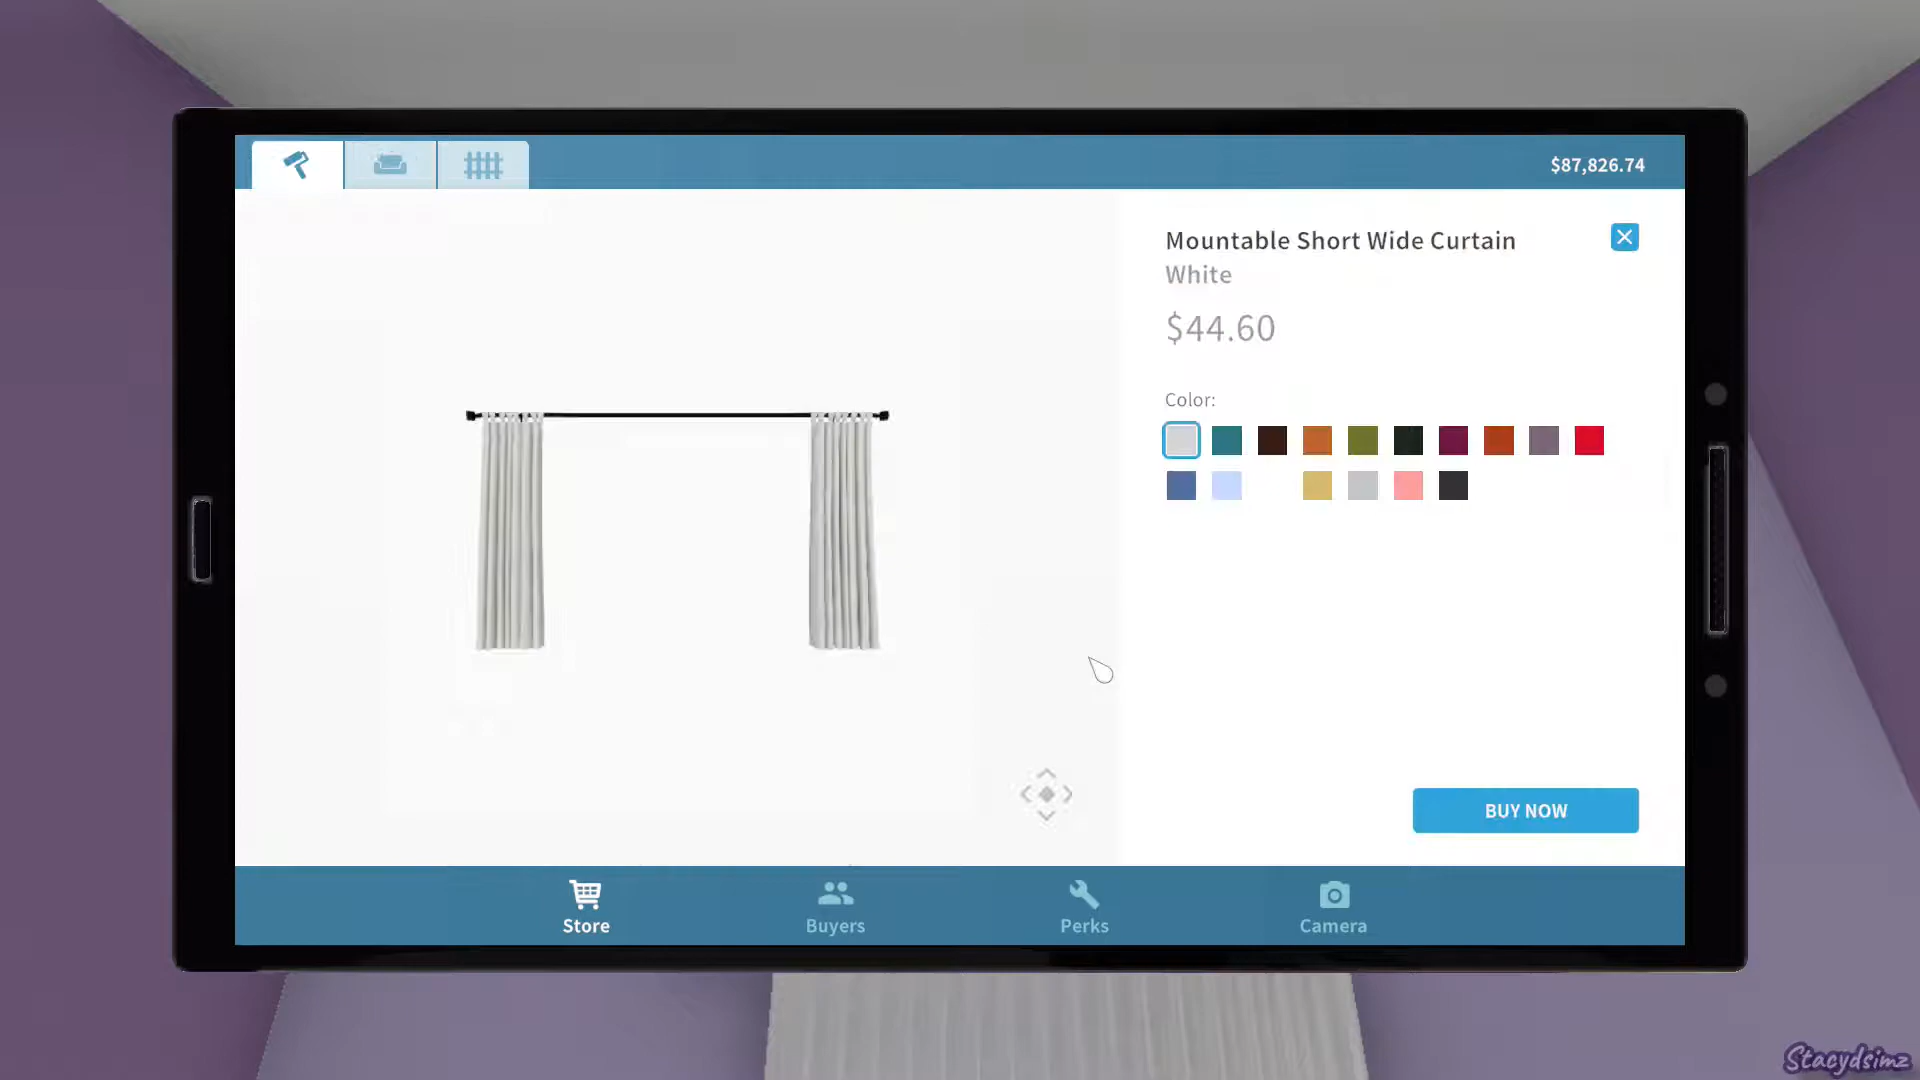 $87,826.74
Mountable Short Wide Curtain
White
$44.60
Color:
BUY NOW
Store
Buyers
Perks
Camera
Stacydsimz